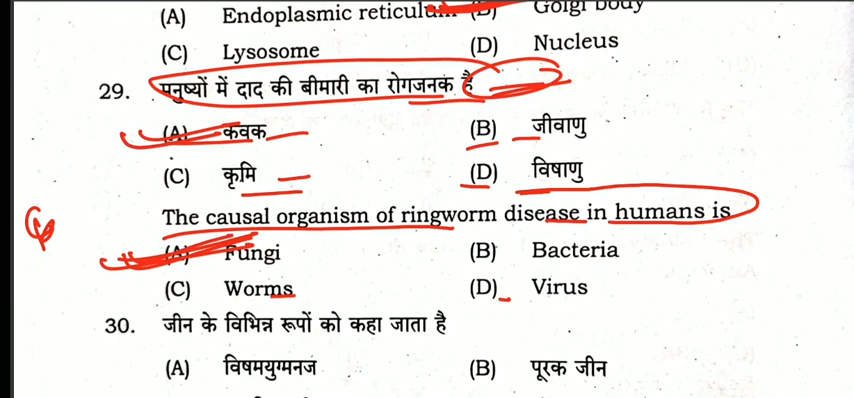 (A) Endoplasmic reticulum (B) Golgi body
(C) Lysosome (D) Nucleus
29. मनुष्यों में दाद की बीमारी का रोगजनक है
(A) कवक (B) जीवाणु
(C) कृमि (D) विषाणु
The causal organism of ringworm disease in humans is
(A) Fungi (B) Bacteria
(C) Worms (D) Virus
30. जीन के विभिन्न रूपों को कहा जाता है
(A) विषमयुग्मनज (B) पूरक जीन